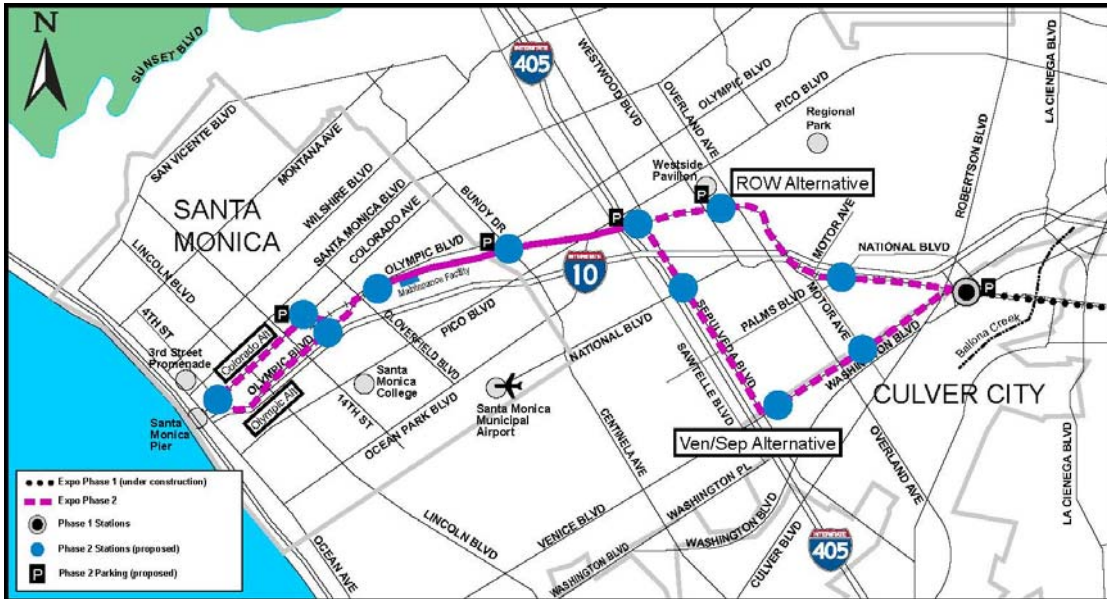 N
SUNSET BLVD
INTERSTATE
405
WESTWOOD BLVD
OVERLAND AVE
OLYMPIC BLVD
PICO BLVD
LA CIENEGA BLVD
Regional
Park
ROBERTSON BLVD
SAN VICENTE BLVD
MONTANA AVE
WILSHIRE BLVD
SANTA MONICA BLVD
COLORADO AVE
BUNDY DR
Westside
Pavilion
P
ROW Alternative
SANTA
MONICA
LINCOLN BLVD
P
OLYMPIC BLVD
P
MOTOR AVE
NATIONAL BLVD
INTERSTATE
10
Maintenance Facility
P
4TH ST
P
CLOVERFIELD BLVD
PICO BLVD
SEPULVEDA BLVD
PALMS BLVD
MOTOR AVE
WASHINGTON BLVD
Ballona Creek
Colorado Alt
OLYMPIC BLVD
NATIONAL BLVD
SAWTELLE BLVD
3rd Street
Promenade
Olympic Alt
Santa
Monica
College
14TH ST
OCEAN PARK BLVD
Santa Monica
Municipal
Airport
CENTINELA AVE
CULVER CITY
Santa
Monica
Pier
Ven/Sep Alternative
OVERLAND AVE
LA CIENEGA BLVD
WASHINGTON PL
VENICE BLVD
LINCOLN BLVD
OCEAN AVE
WASHINGTON BLVD
WASHINGTON BLVD
CULVER BLVD
INTERSTATE
405
Expo Phase 1 (under construction)
Expo Phase 2
Phase 1 Stations
Phase 2 Stations (proposed)
P Phase 2 Parking (proposed)